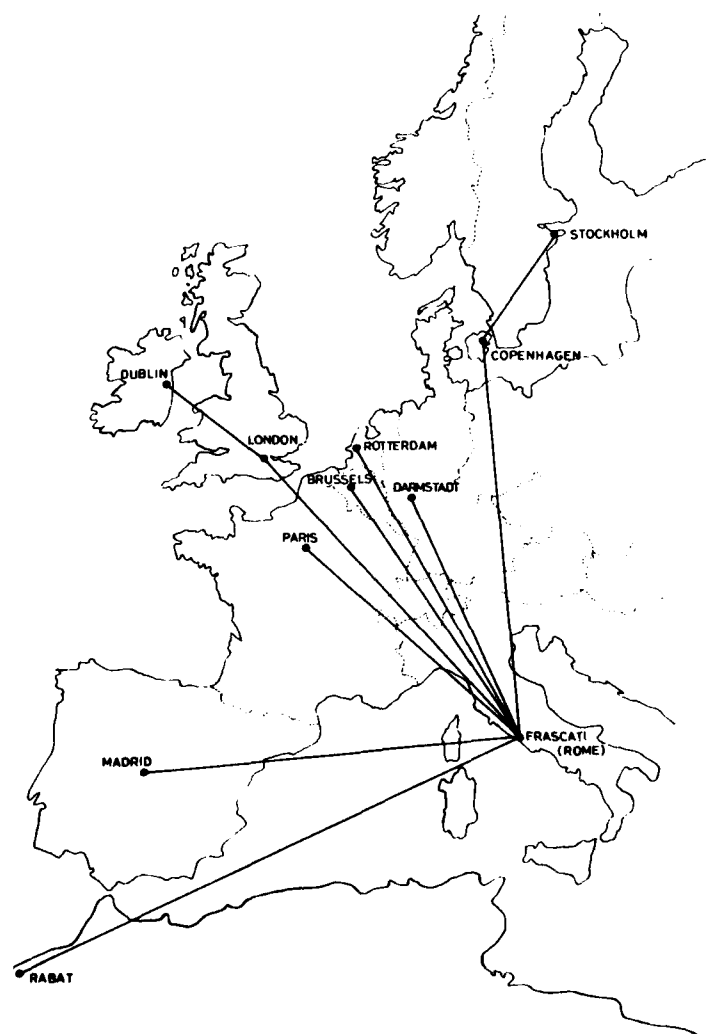 STOCKHOLM
COPENHAGEN
DUBLIN
LONDON
ROTTERDAM
BRUSSELS
DARMSTADT
PARIS
FRASCATI
(ROME)
MADRID
RABAT